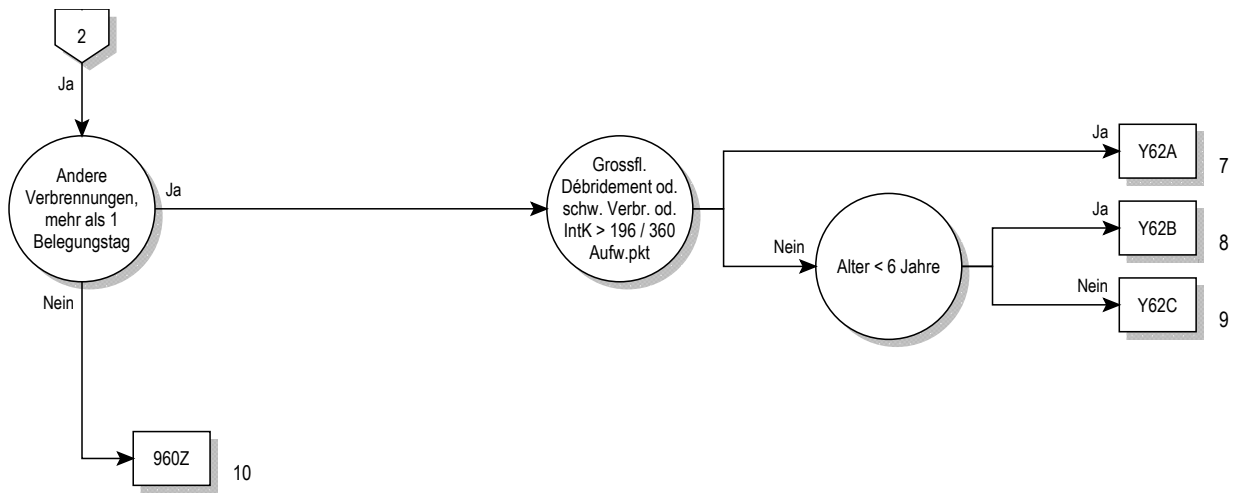 2
Ja
Andere
Verbrennungen,
mehr als 1
Belegungstag
Ja
Nein
Grossfl.
Débridement od.
schw. Verbr. od.
IntK > 196 / 360
Aufw.pkt
Ja
Y62A
7
Nein
Alter < 6 Jahre
Ja
Y62B
8
Nein
Y62C
9
960Z
10